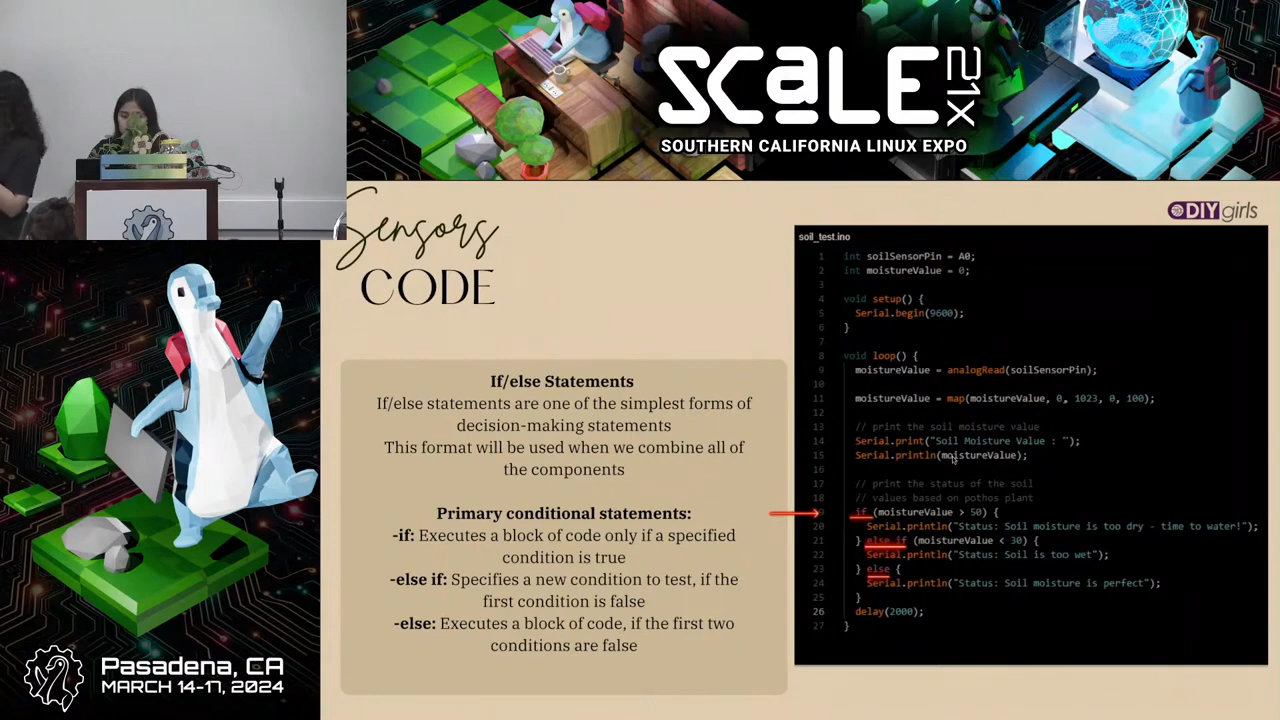 SCaLE 21x
SOUTHERN CALIFORNIA LINUX EXPO
DIY girls
Sensors
CODE
If/else Statements
If/else statements are one of the simplest forms of
decision-making statements
This format will be used when we combine all of
the components
Primary conditional statements:
-if: Executes a block of code only if a specified
condition is true
-else if: Specifies a new condition to test, if the
first condition is false
-else: Executes a block of code, if the first two
conditions are false
soil_test.ino
1 int soilSensorPin = A0;
2 int moistureValue = 0;
3
4 void setup() {
5 Serial.begin(9600);
6 }
7
8 void loop() {
9 moistureValue = analogRead(soilSensorPin);
10
11 moistureValue = map(moistureValue, 0, 1023, 0, 100);
12
13 // print the soil moisture value
14 Serial.print("Soil Moisture Value : ");
15 Serial.println(moistureValue);
16
17 // print the status of the soil
18 // values based on pothos plant
19 if (moistureValue > 50) {
20 Serial.println("Status: Soil moisture is too dry - time to water!");
21 } else if (moistureValue < 30) {
22 Serial.println("Status: Soil is too wet");
23 } else {
24 Serial.println("Status: Soil moisture is perfect");
25 }
26 delay(2000);
27 }
Pasadena, CA
MARCH 14-17, 2024